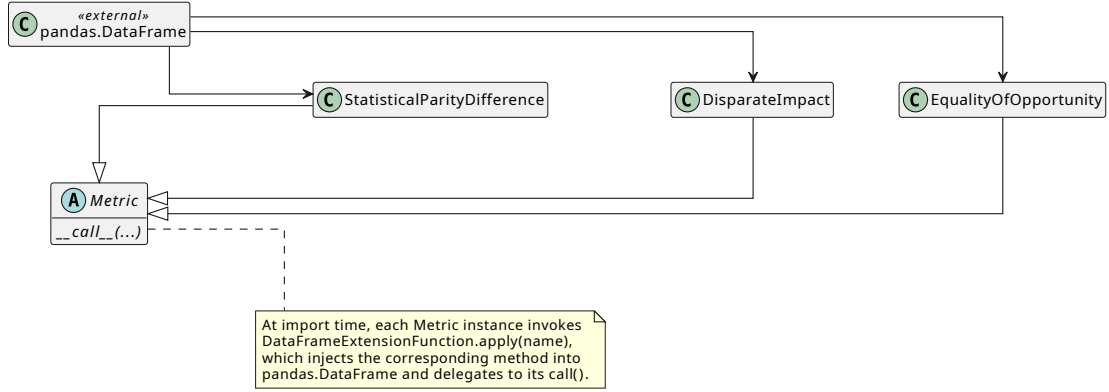 C
«external»
pandas.DataFrame
C StatisticalParityDifference
C DisparateImpact
C EqualityOfOpportunity
A Metric
__call__(...)
At import time, each Metric instance invokes
DataFrameExtensionFunction.apply(name),
which injects the corresponding method into
pandas.DataFrame and delegates to its call().